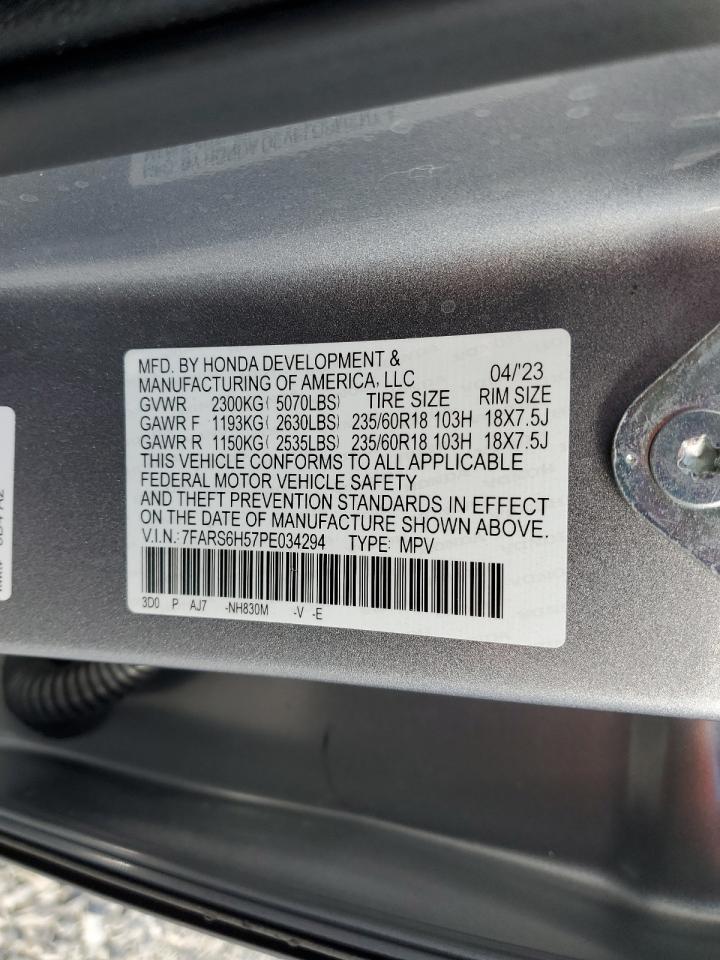 MFD. BY HONDA DEVELOPMENT &
MANUFACTURING OF AMERICA, LLC 04/'23
GVWR 2300KG( 5070LBS) TIRE SIZE RIM SIZE
GAWR F 1193KG( 2630LBS) 235/60R18 103H 18X7.5J
GAWR R 1150KG( 2535LBS) 235/60R18 103H 18X7.5J
THIS VEHICLE CONFORMS TO ALL APPLICABLE
FEDERAL MOTOR VEHICLE SAFETY
AND THEFT PREVENTION STANDARDS IN EFFECT
ON THE DATE OF MANUFACTURE SHOWN ABOVE.
V.I.N.:7FARS6H57PE034294 TYPE: MPV
3D0 P AJ7 -NH830M -V -E